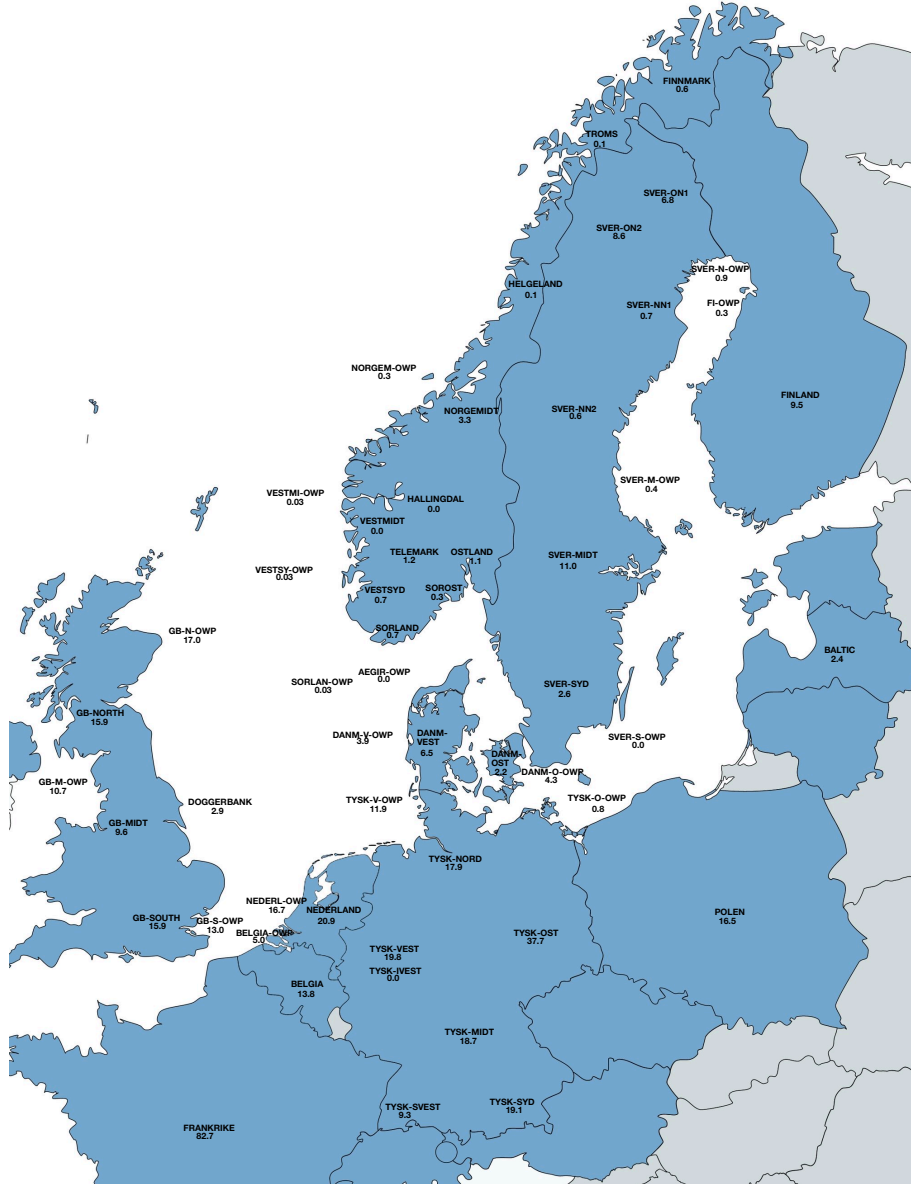 FINNMARK
0.6
TROMS
0.1
SVER-ON1
6.8
SVER-ON2
8.6
SVER-N-OWP
0.9
HELGELAND
0.1
FI-OWP
0.3
SVER-NN1
0.7
NORGEM-OWP
0.3
FINLAND
9.5
NORGEMIDT
3.3
SVER-NN2
0.6
SVER-M-OWP
0.4
VESTMI-OWP
0.03
HALLINGDAL
0.0
VESTMIDT
0.0
TELEMARK
1.2
OSTLAND
1.1
SVER-MIDT
11.0
VESTSY-OWP
0.03
VESTSYD
0.7
SOROST
0.3
SORLAND
0.7
GB-N-OWP
17.0
BALTIC
2.4
AEGIR-OWP
0.0
SORLAN-OWP
0.03
SVER-SYD
2.6
GB-NORTH
15.9
DANM-V-OWP
3.9
DANM-
VEST
6.5
SVER-S-OWP
0.0
DANM-
OST
2.2
DANM-O-OWP
4.3
GB-M-OWP
10.7
DOGGERBANK
2.9
TYSK-V-OWP
11.9
TYSK-O-OWP
0.8
GB-MIDT
9.6
TYSK-NORD
17.9
NEDERL-OWP
16.7
NEDERLAND
20.9
GB-SOUTH
15.9
GB-S-OWP
13.0
BELGIA-OWP
5.0
POLEN
16.5
TYSK-OST
37.7
TYSK-VEST
19.8
TYSK-IVEST
0.0
BELGIA
13.8
TYSK-MIDT
18.7
TYSK-SVEST
9.3
TYSK-SYD
19.1
FRANKRIKE
82.7